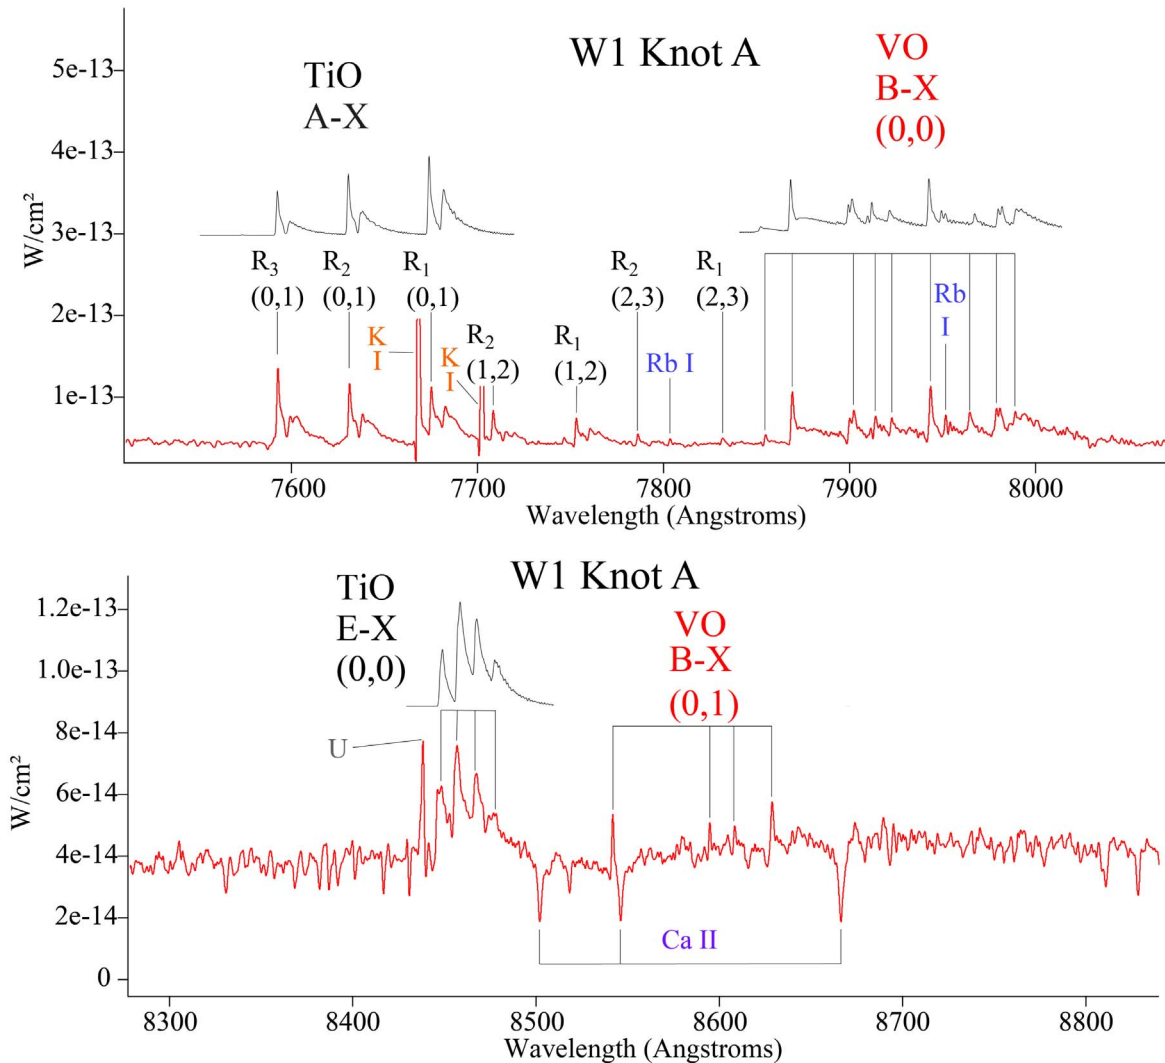 W1 Knot A
TiO
A-X
VO
B-X
(0,0)
5e-13
4e-13
3e-13
2e-13
1e-13
W/cm²
R₃
(0,1)
R₂
(0,1)
R₁
(0,1)
K
I
K
I
R₂
(1,2)
R₁
(1,2)
R₂
(2,3)
Rb I
R₁
(2,3)
Rb
I
7600
7700
7800
7900
8000
Wavelength (Angstroms)
W1 Knot A
TiO
E-X
(0,0)
VO
B-X
(0,1)
U
Ca II
1.2e-13
1.0e-13
8e-14
6e-14
4e-14
2e-14
0
W/cm²
8300
8400
8500
8600
8700
8800
Wavelength (Angstroms)